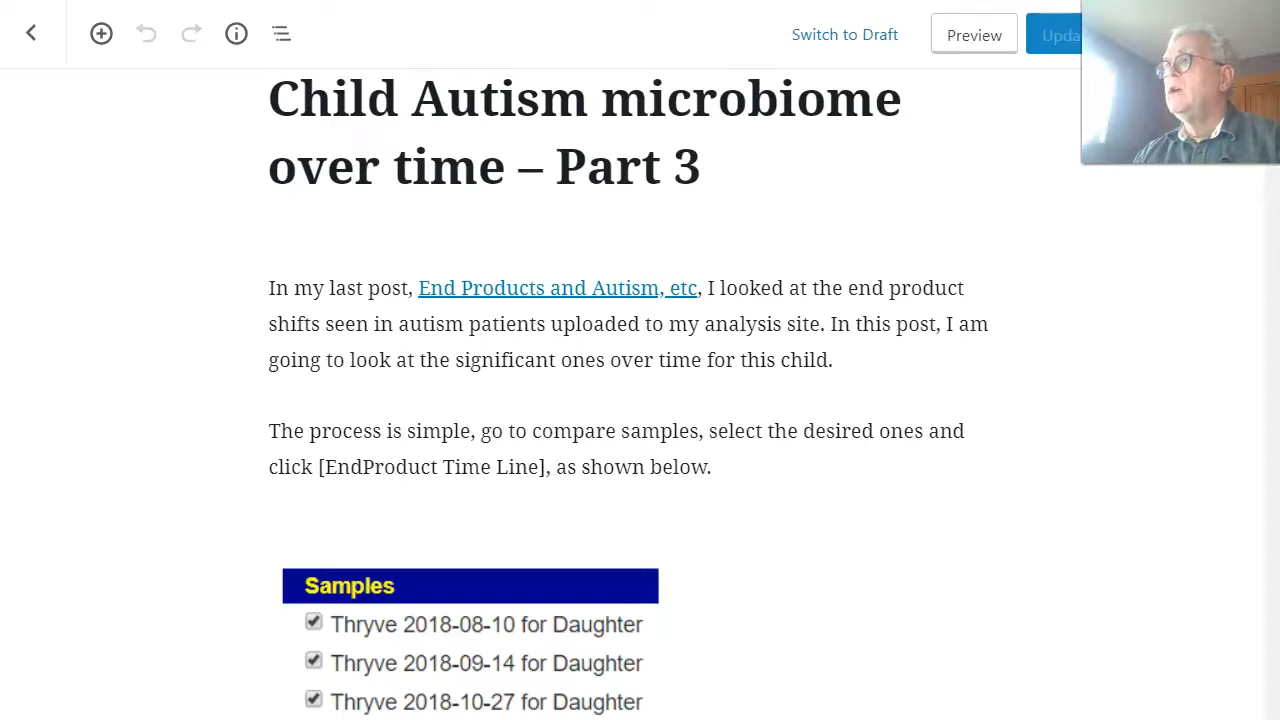 Switch to Draft
Preview
Upda
Child Autism microbiome
over time – Part 3
In my last post, End Products and Autism, etc, I looked at the end product
shifts seen in autism patients uploaded to my analysis site. In this post, I am
going to look at the significant ones over time for this child.
The process is simple, go to compare samples, select the desired ones and
click [EndProduct Time Line], as shown below.
Samples
Thryve 2018-08-10 for Daughter
Thryve 2018-09-14 for Daughter
Thryve 2018-10-27 for Daughter